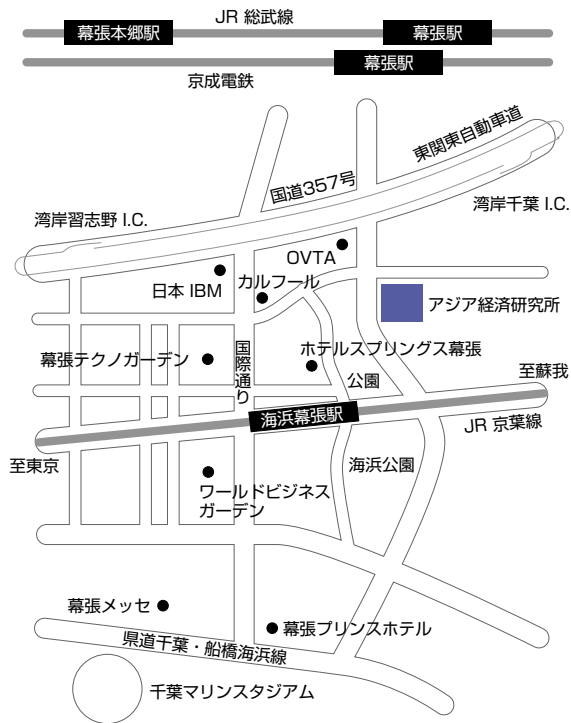 JR 総武線
幕張本郷駅
幕張駅
幕張駅
京成電鉄
東関東自動車道
国道357号
湾岸習志野 I.C.
湾岸千葉 I.C.
OVTA
日本 IBM
カルフール
アジア経済研究所
幕張テクノガーデン
国際通り
ホテルスプリングス幕張
公園
至蘇我
海浜幕張駅
JR 京葉線
至東京
海浜公園
ワールドビジネス
ガーデン
幕張メッセ
幕張プリンスホテル
県道千葉・船橋海浜線
千葉マリンスタジアム